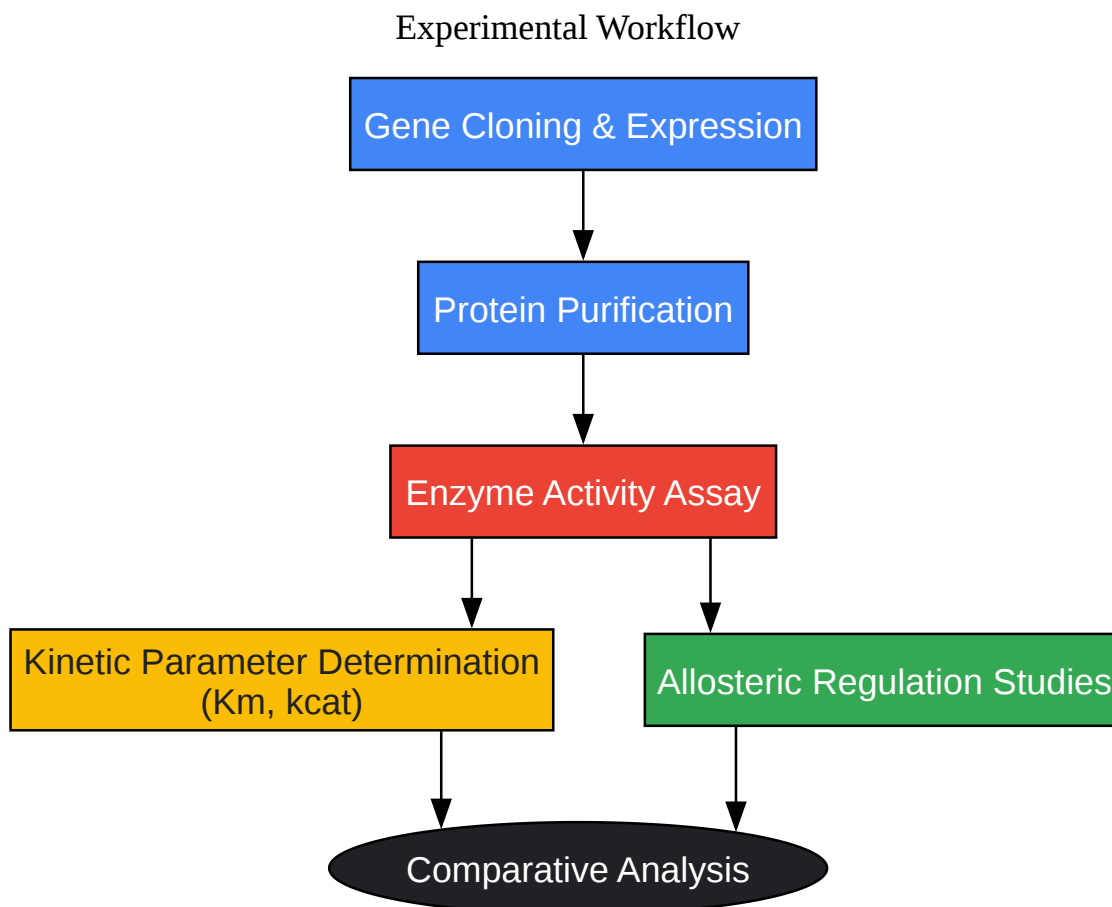 Experimental Workflow
Gene Cloning & Expression
Protein Purification
Enzyme Activity Assay
Kinetic Parameter Determination
(Km, kcat)
Allosteric Regulation Studies
Comparative Analysis